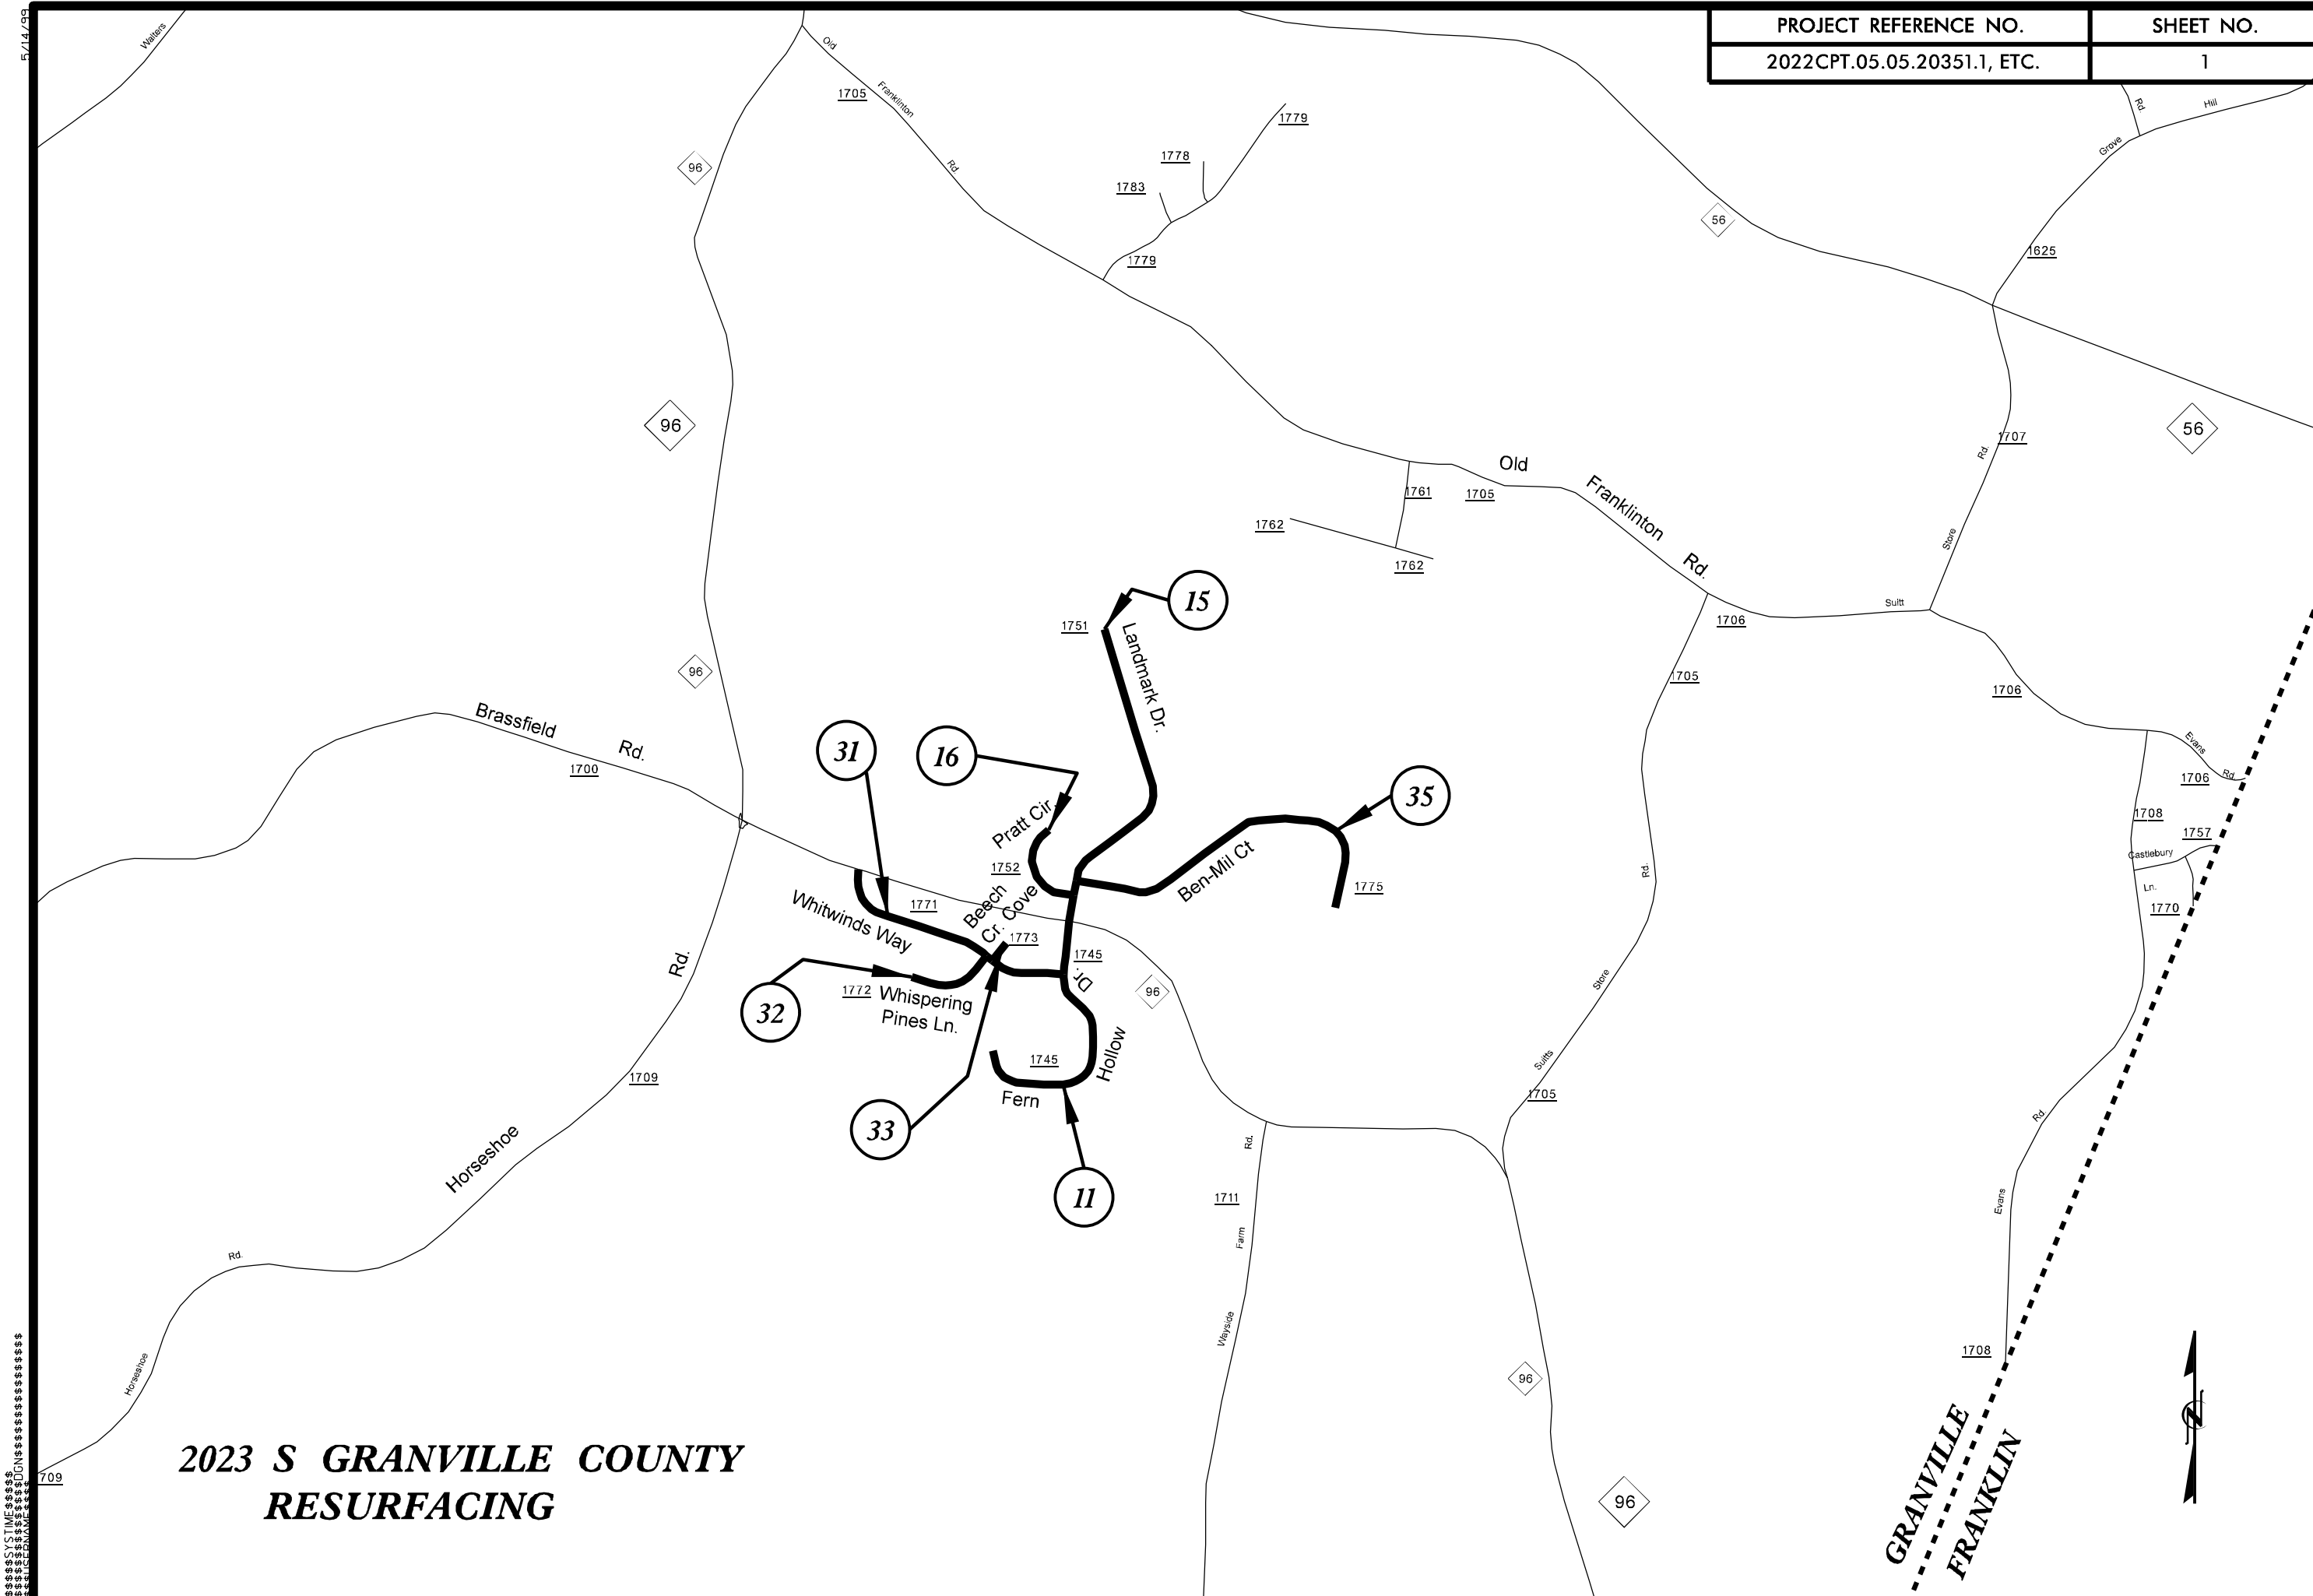 5/14/99
PROJECT REFERENCE NO.
SHEET NO.
2022CPT.05.05.20351.1, ETC.
1
Walters
Old
Franklinton
Rd
1705
96
1779
1778
1783
1779
56
Rd
Hill
Grove
1625
96
56
1707
Rd.
Store
Old
Franklinton
Rd.
1761
1705
1762
1762
Suitt
1706
1705
1706
Evans
Rd
1706
1708
1757
Castlebury
Ln.
1770
15
1751
Landmark Dr.
96
Brassfield
Rd.
1700
31
16
35
Pratt Cir.
1752
Ben-Mil Ct
1775
Whitwinds Way
1771
Beech
Cr. Cove
1773
1745
Dr.
96
32
1772
Whispering
Pines Ln.
33
1745
Hollow
Fern
11
Rd.
1709
Horseshoe
Rd.
Horseshoe
709
Rd.
Store
Suitts
1705
Rd.
1711
Farm
Wayside
96
96
Rd.
Evans
1708
GRANVILLE
FRANKLIN
N
2023 S GRANVILLE COUNTY
RESURFACING